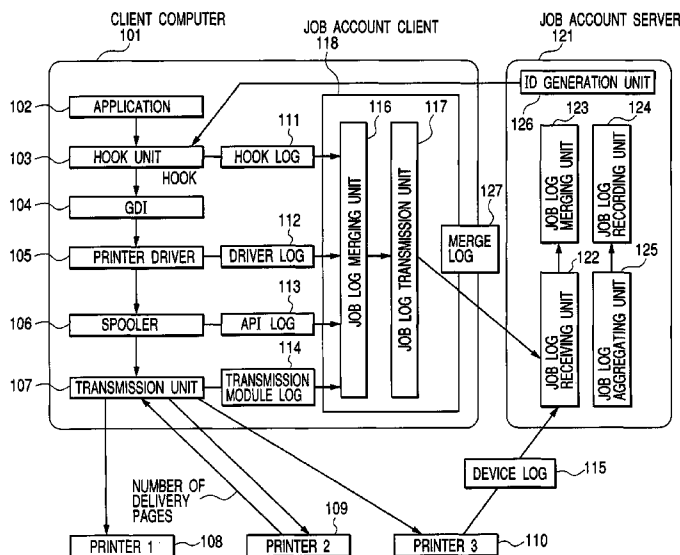 CLIENT COMPUTER
101
JOB ACCOUNT CLIENT
118
JOB ACCOUNT SERVER
121
ID GENERATION UNIT
126
123
124
102
APPLICATION
111
116
117
103
HOOK UNIT
HOOK LOG
HOOK
JOB LOG
MERGING UNIT
JOB LOG
RECORDING UNIT
104
GDI
127
MERGE
LOG
112
105
PRINTER DRIVER
DRIVER LOG
JOB LOG MERGING UNIT
JOB LOG TRANSMISSION UNIT
122
125
113
106
SPOOLER
API LOG
JOB LOG
RECEIVING UNIT
JOB LOG
AGGREGATING UNIT
114
107
TRANSMISSION UNIT
TRANSMISSION
MODULE LOG
DEVICE LOG
115
NUMBER OF
DELIVERY
PAGES
109
PRINTER 1
108
PRINTER 2
PRINTER 3
110